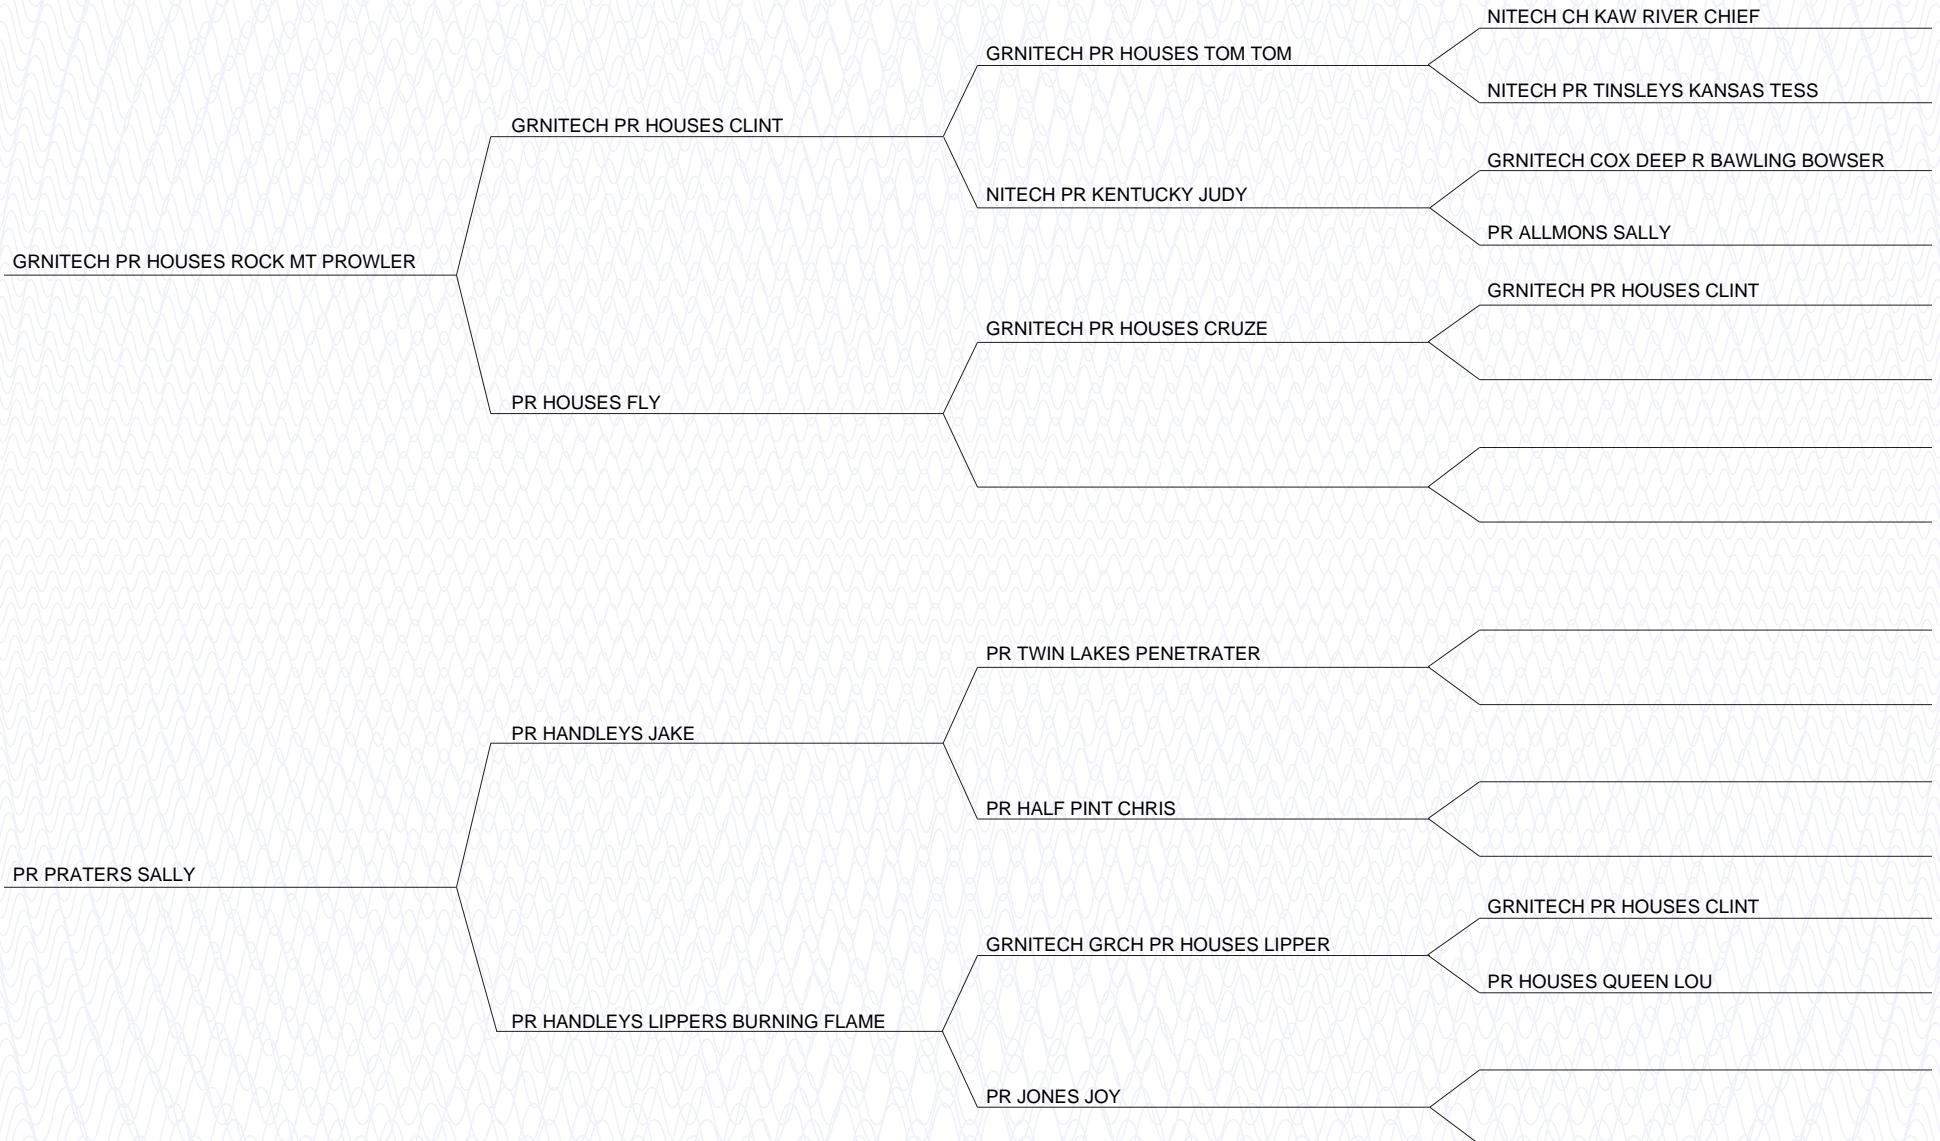 NITECH CH KAW RIVER CHIEF
GRNITECH PR HOUSES TOM TOM
NITECH PR TINSLEYS KANSAS TESS
GRNITECH PR HOUSES CLINT
GRNITECH COX DEEP R BAWLING BOWSER
NITECH PR KENTUCKY JUDY
PR ALLMONS SALLY
GRNITECH PR HOUSES ROCK MT PROWLER
GRNITECH PR HOUSES CLINT
GRNITECH PR HOUSES CRUZE
PR HOUSES FLY
PR TWIN LAKES PENETRATER
PR HANDLEYS JAKE
PR HALF PINT CHRIS
PR PRATERS SALLY
GRNITECH PR HOUSES CLINT
GRNITECH GRCH PR HOUSES LIPPER
PR HOUSES QUEEN LOU
PR HANDLEYS LIPPERS BURNING FLAME
PR JONES JOY